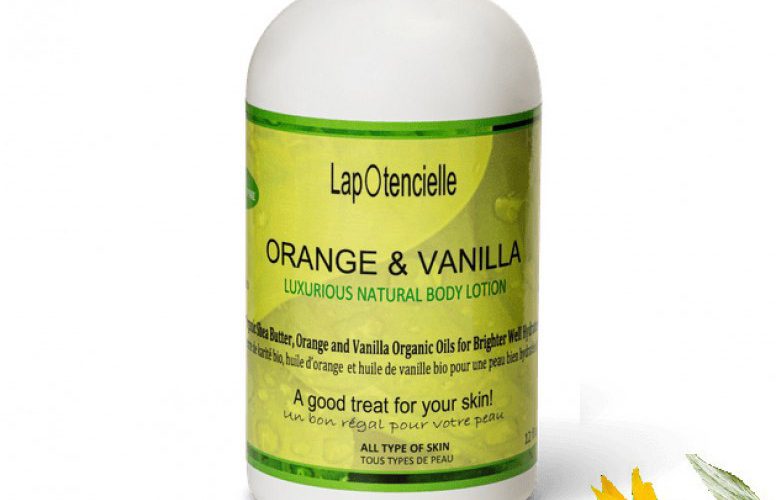 LapOtencielle
ORANGE & VANILLA
LUXURIOUS NATURAL BODY LOTION
Shea Butter, Orange and Vanilla Organic Oils for Brighter Well
de karité bio, huile d'orange et huile de vanille bio pour une peau bien
A good treat for your skin!
un bon régal pour votre peau
ALL TYPE OF SKIN
TOUS TYPES DE PEAU
12